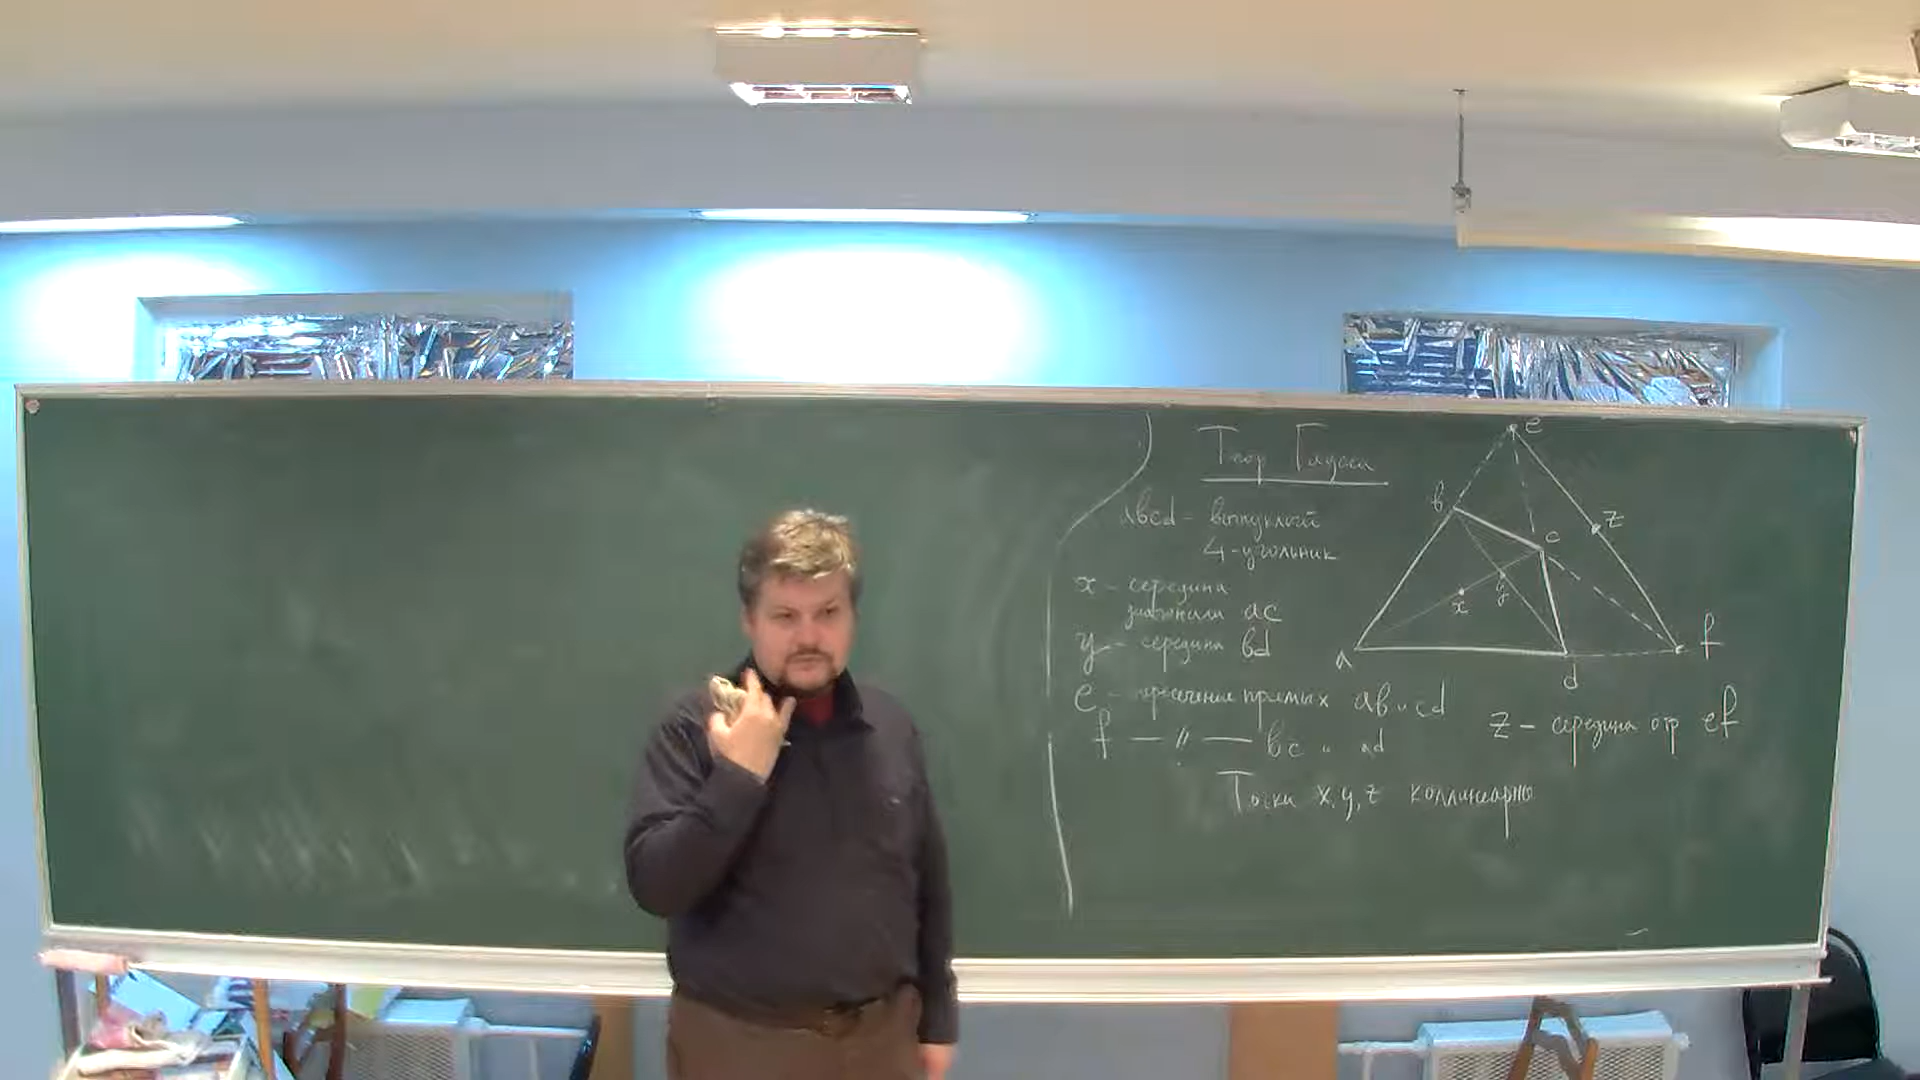 Теор Гаусса
abcd - выпуклый
4-угольник
x - середина
диагонали ac
y - середина bd
e - пересечение прямых ab и cd
f — " — bc и ad
z - середина отр ef
Точки x, y, z коллинеарны
e
b
c
z
x
y
a
d
f